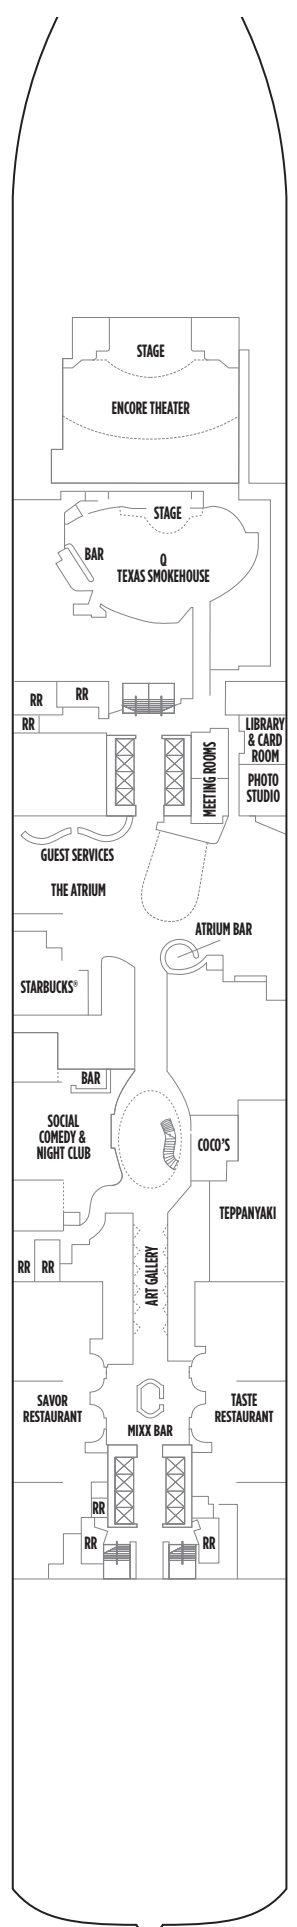 STAGE
ENCORE THEATER
STAGE
BAR
Q
TEXAS SMOKEHOUSE
RR
RR
RR
LIBRARY
& CARD
ROOM
MEETING ROOMS
PHOTO
STUDIO
GUEST SERVICES
THE ATRIUM
ATRIUM BAR
STARBUCKS®
BAR
SOCIAL
COMEDY &
NIGHT CLUB
COCO'S
TEPPANYAKI
RR
RR
ART GALLERY
SAVOR
RESTAURANT
TASTE
RESTAURANT
MIXX BAR
RR
RR
RR